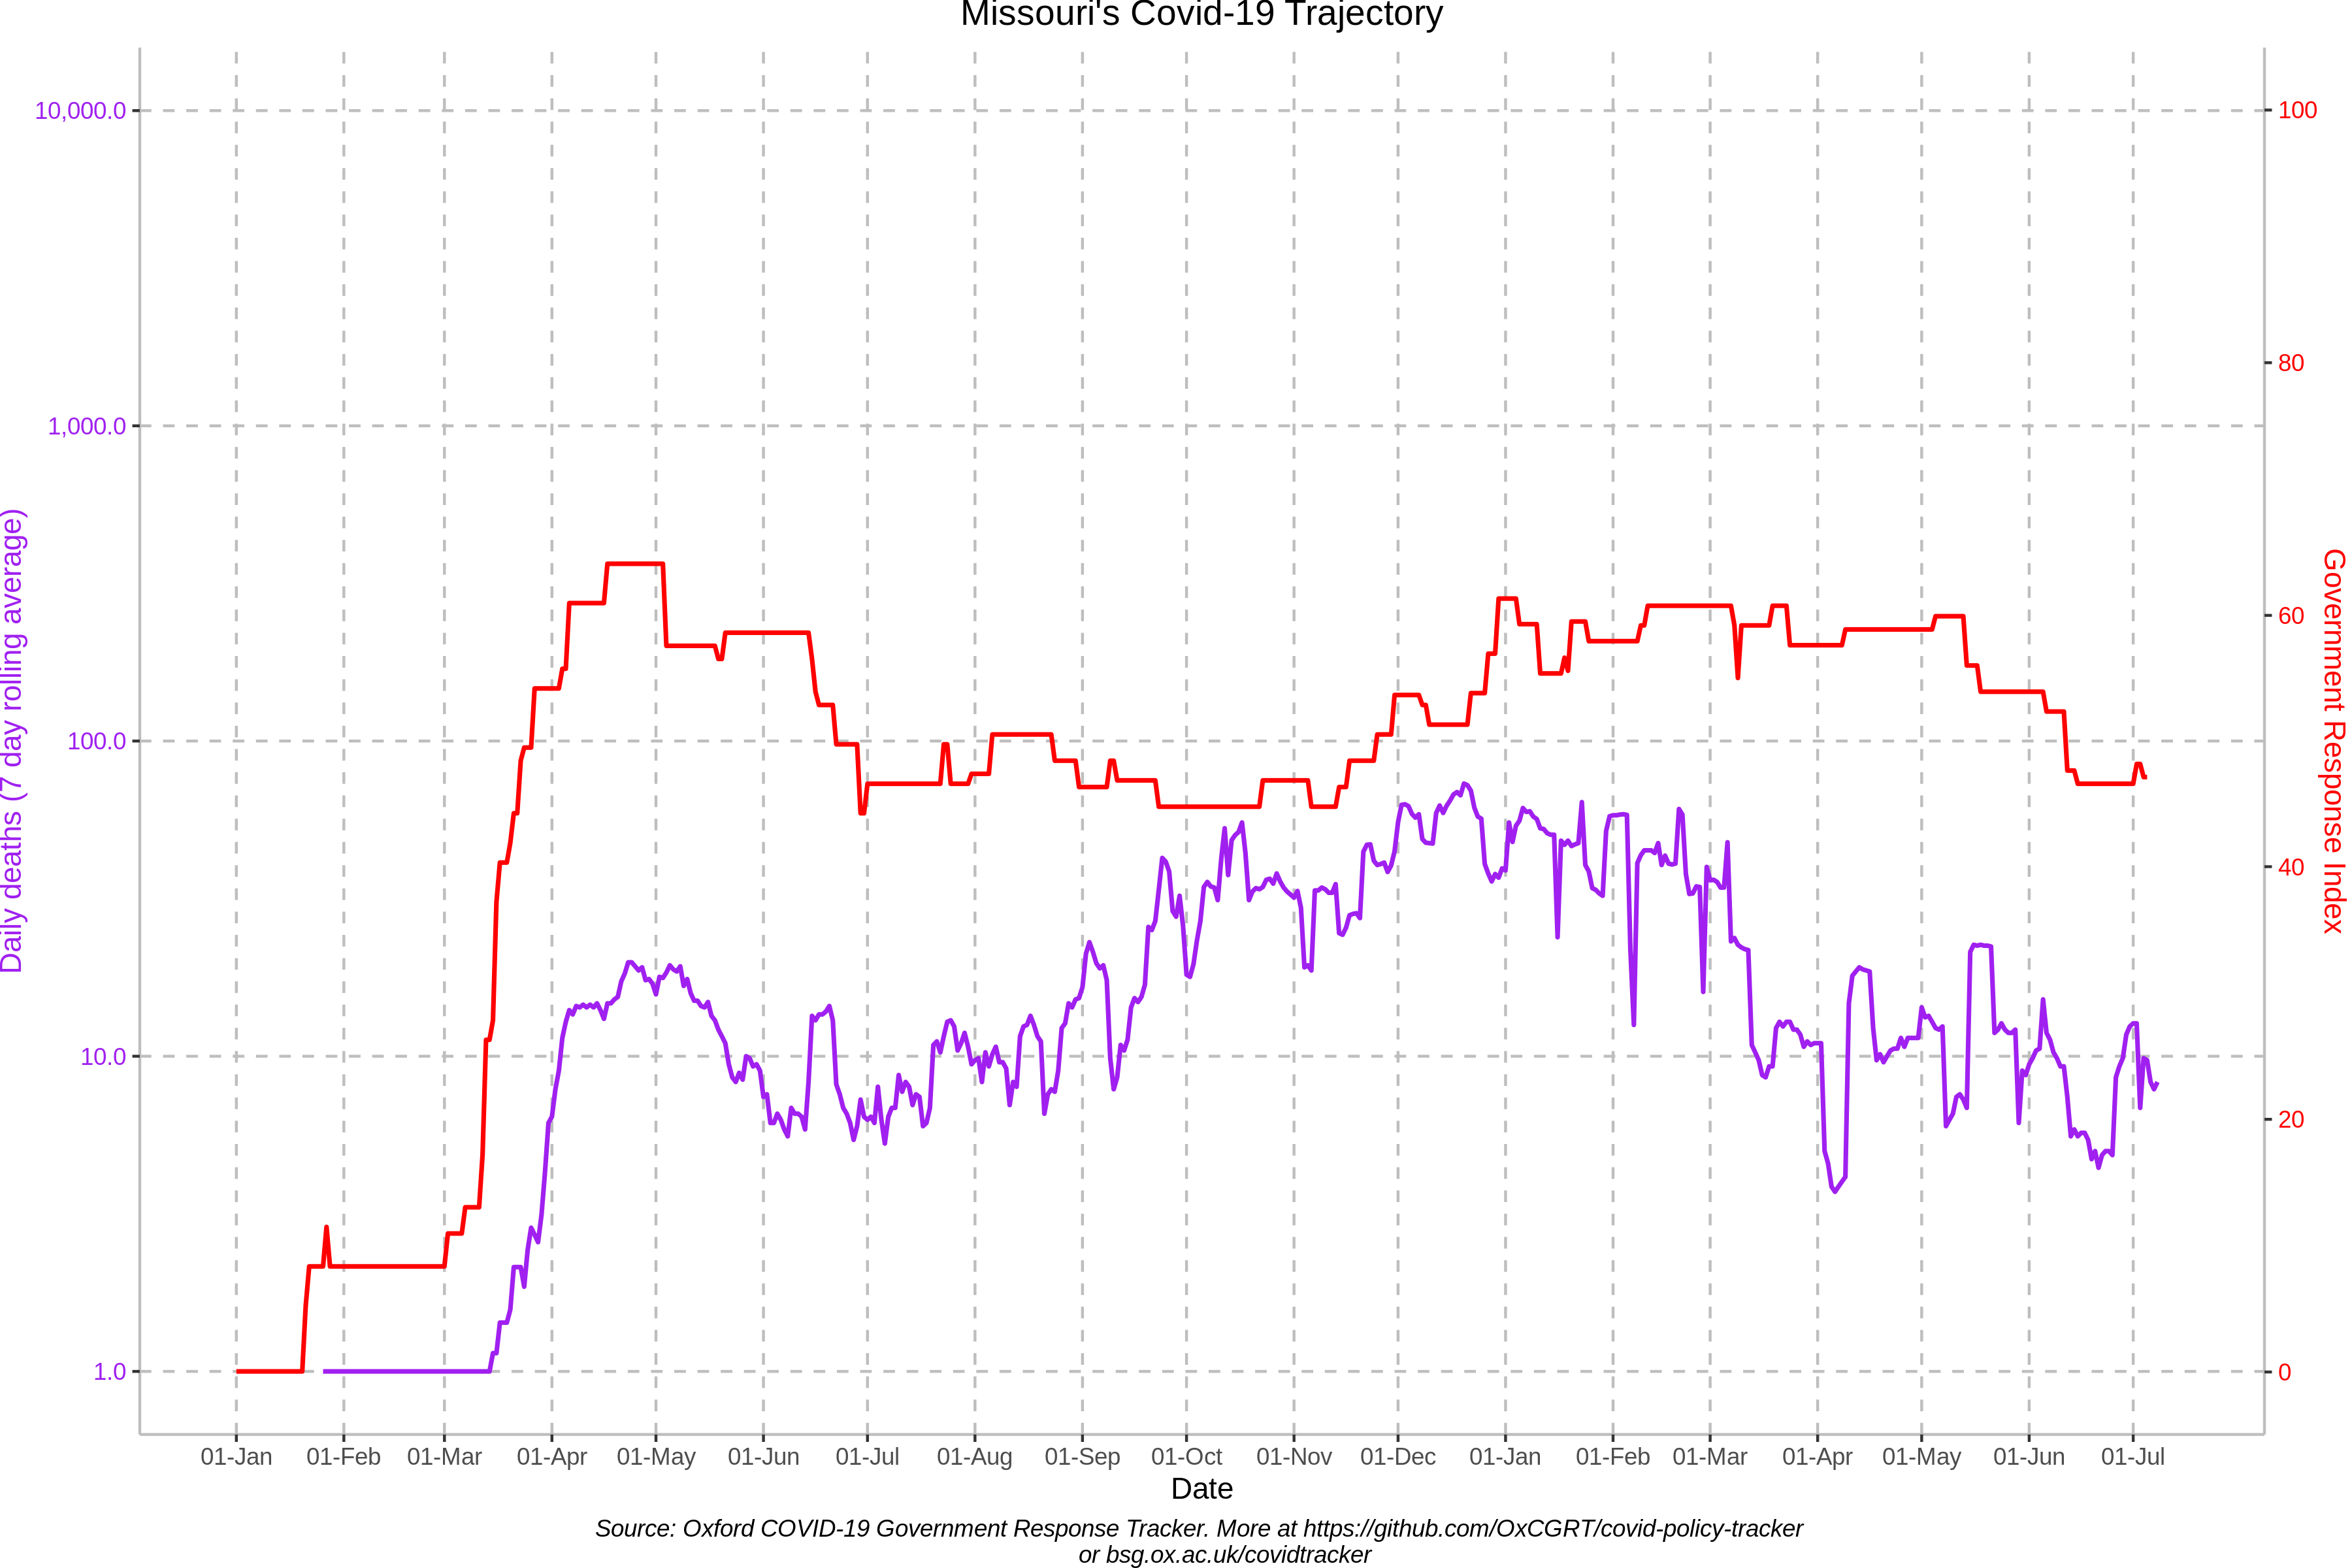 Missouri's Covid-19 Trajectory
10,000.0
1,000.0
100.0
10.0
1.0
Daily deaths (7 day rolling average)
100
80
60
40
20
0
Government Response Index
01-Jan 01-Feb 01-Mar 01-Apr 01-May 01-Jun 01-Jul 01-Aug 01-Sep 01-Oct 01-Nov 01-Dec 01-Jan 01-Feb 01-Mar 01-Apr 01-May 01-Jun 01-Jul
Date
Source: Oxford COVID-19 Government Response Tracker. More at https://github.com/OxCGRT/covid-policy-tracker
or bsg.ox.ac.uk/covidtracker